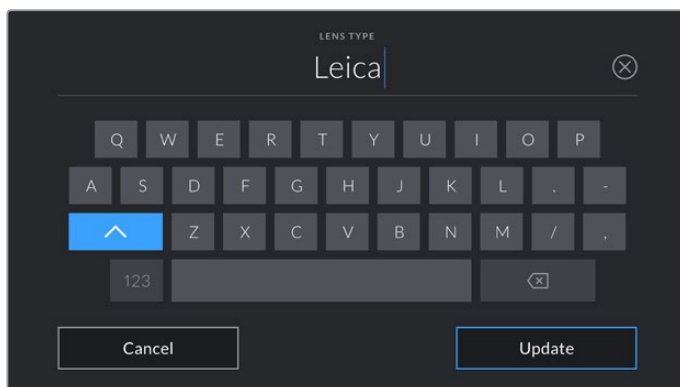 LENS TYPE
Leica
Q W E R T Y U I O P
A S D F G H J K L . -
Z X C V B N M / ,
123
Cancel Update